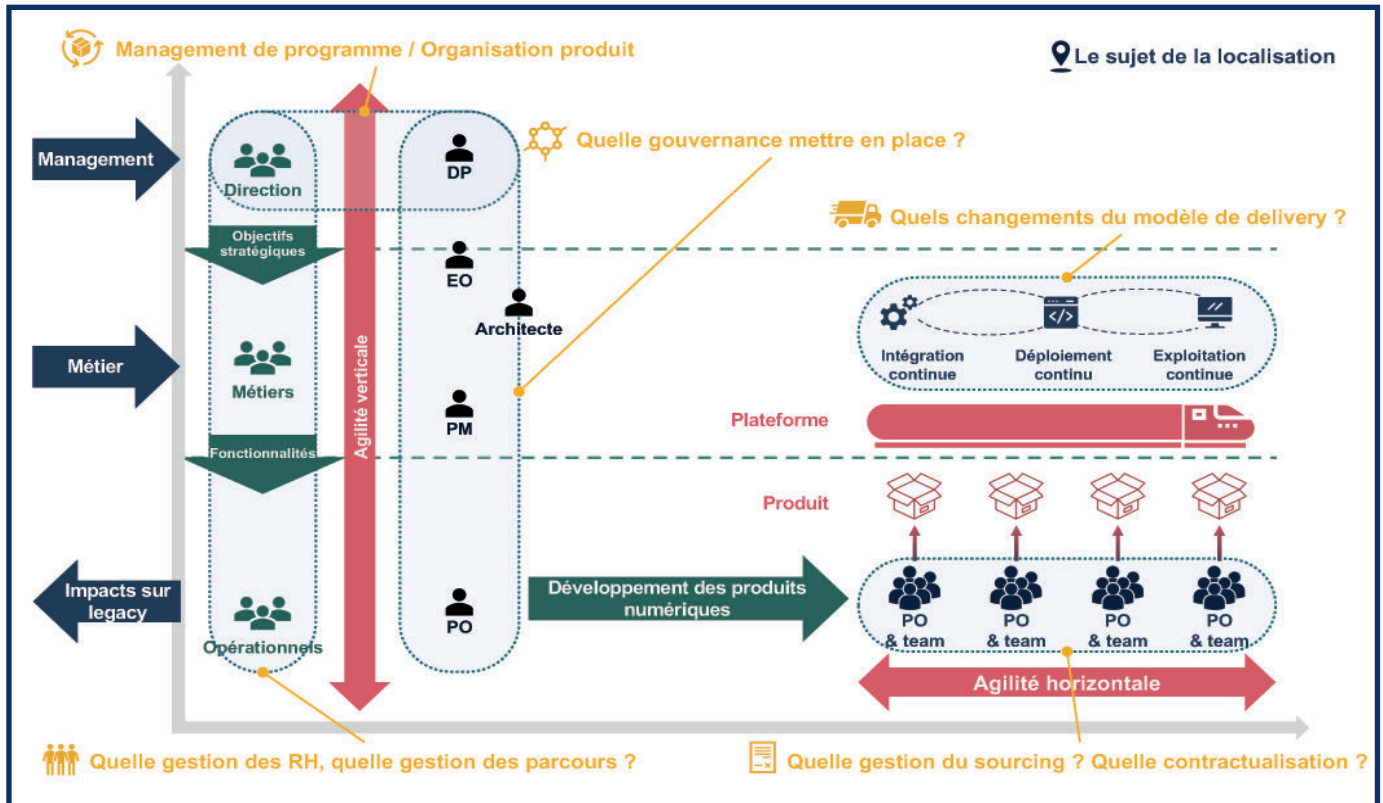 Management de programme / Organisation produit
Le sujet de la localisation
Quelle gouvernance mettre en place ?
Management
Direction
DP
Quels changements du modèle de delivery ?
Objectifs
stratégiques
EO
Architecte
Intégration
continue
Déploiement
continu
Exploitation
continue
Métier
Métiers
Agilité verticale
PM
Plateforme
Fonctionnalités
Produit
Impacts sur
legacy
Opérationnels
PO
Développement des produits
numériques
PO
& team
PO
& team
PO
& team
PO
& team
Agilité horizontale
Quelle gestion des RH, quelle gestion des parcours ?
Quelle gestion du sourcing ? Quelle contractualisation ?